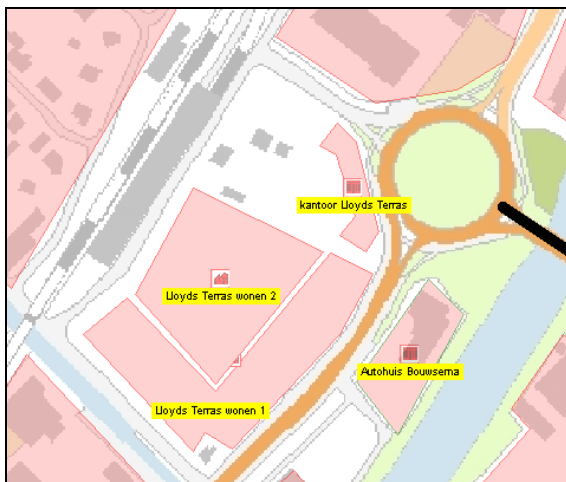 kantoor Lloyds Terras
Lloyds Terras wonen 2
Autohuis Bouwsema
Lloyds Terras wonen 1